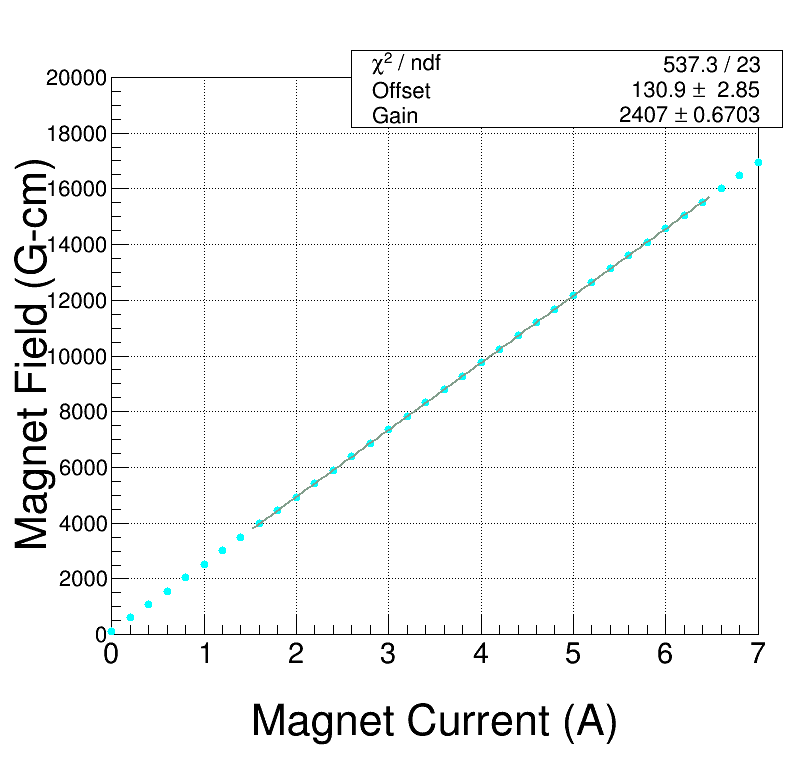 χ² / ndf 537.3 / 23
Offset 130.9 ± 2.85
Gain 2407 ± 0.6703
Magnet Field (G-cm)
20000
18000
16000
14000
12000
10000
8000
6000
4000
2000
0
0 1 2 3 4 5 6 7
Magnet Current (A)